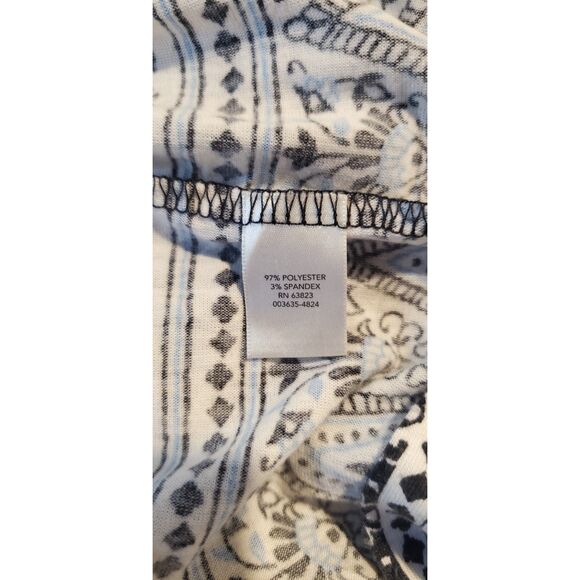 97% POLYESTER
3% SPANDEX
RN 63823
003635-4824